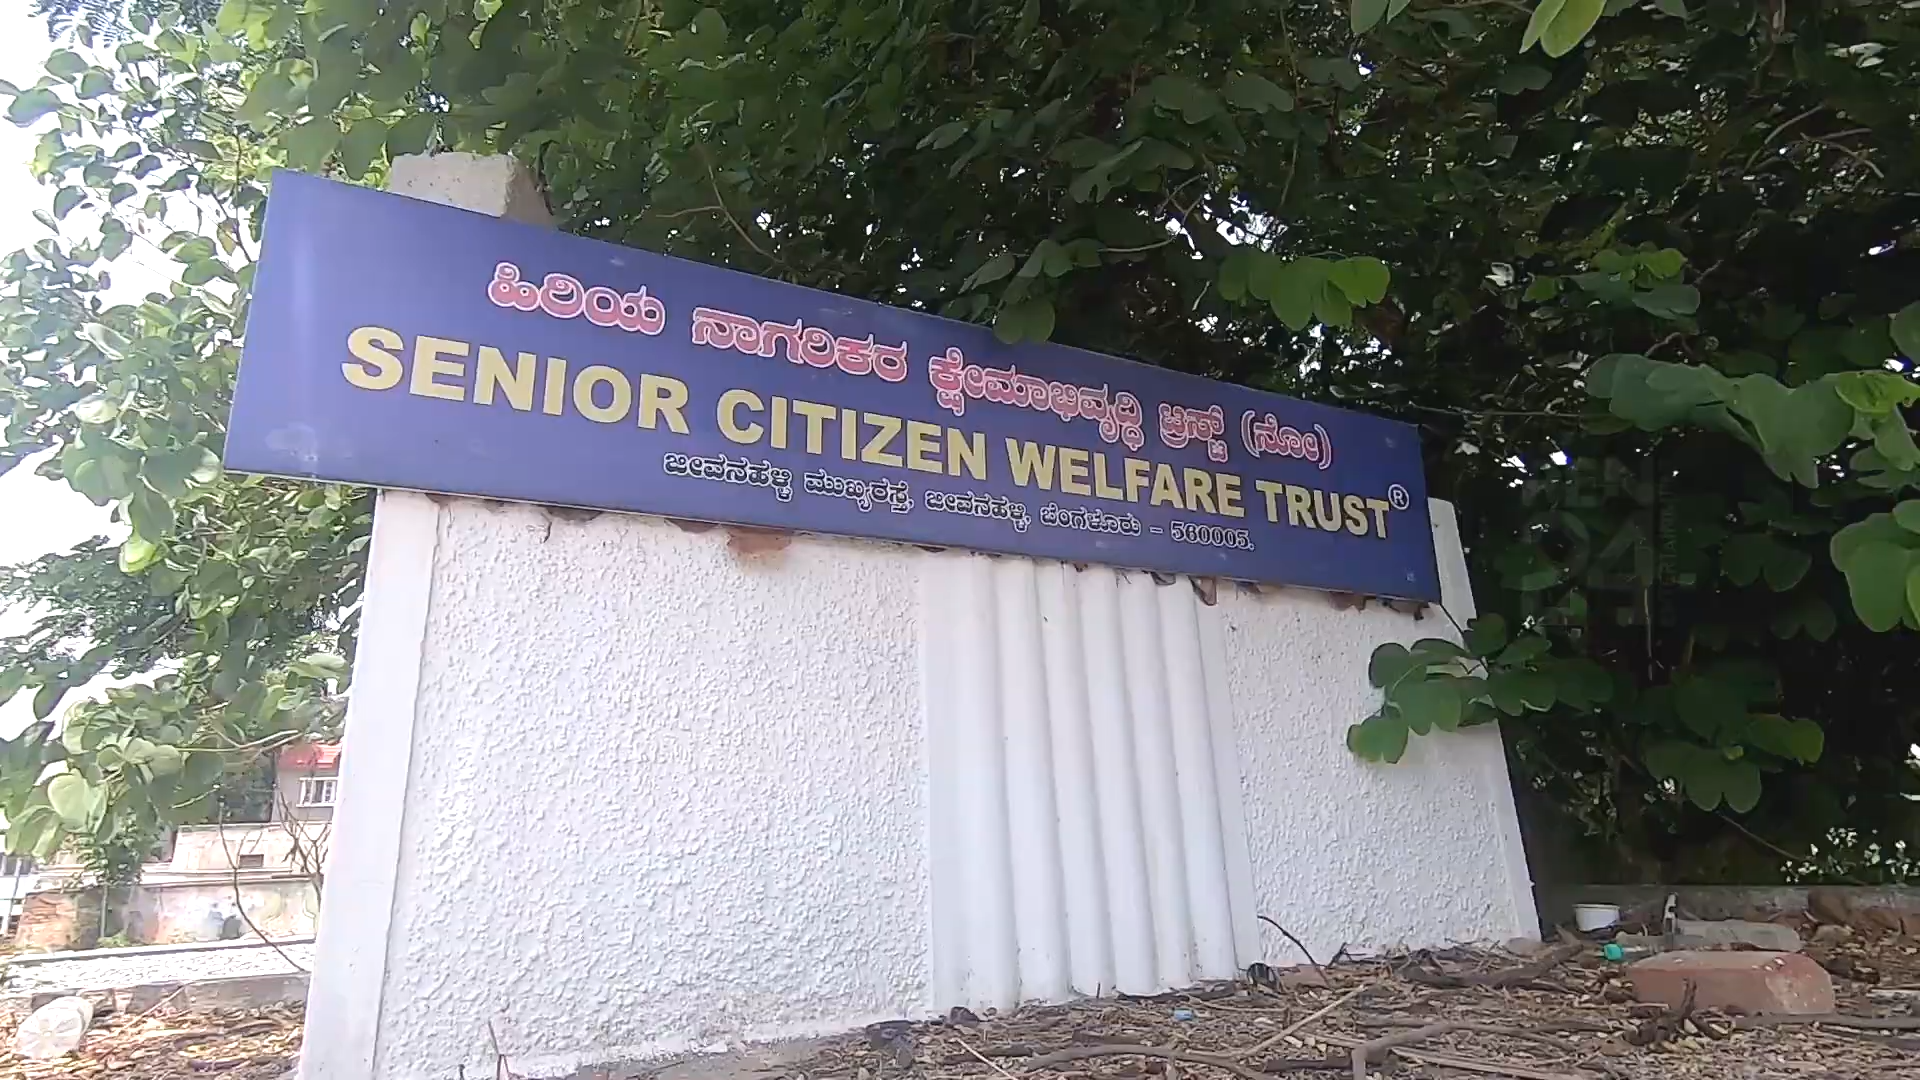 ಹಿರಿಯ ನಾಗರಿಕರ ಕ್ಷೇಮಾಭಿವೃದ್ಧಿ ಟ್ರಸ್ಟ್ (ನೋ)
SENIOR CITIZEN WELFARE TRUST®
ಜೀವನಹಳ್ಳಿ ಮುಖ್ಯರಸ್ತೆ, ಜೀವನಹಳ್ಳಿ, ಬೆಂಗಳೂರು – 560005.